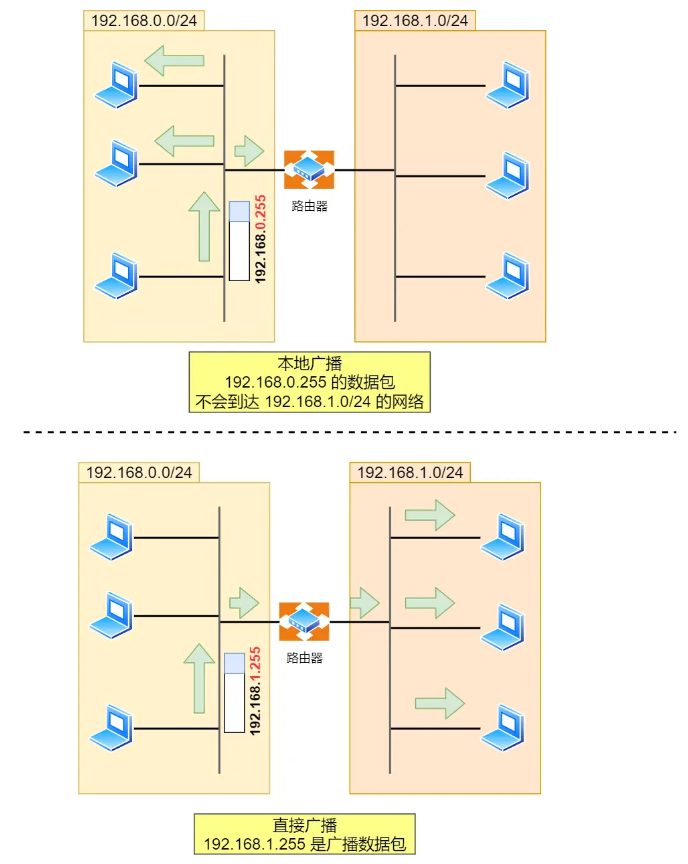 192.168.0.0/24
192.168.1.0/24
路由器
192.168.0.255
本地广播
192.168.0.255 的数据包
不会到达 192.168.1.0/24 的网络
192.168.0.0/24
192.168.1.0/24
路由器
192.168.1.255
直接广播
192.168.1.255 是广播数据包